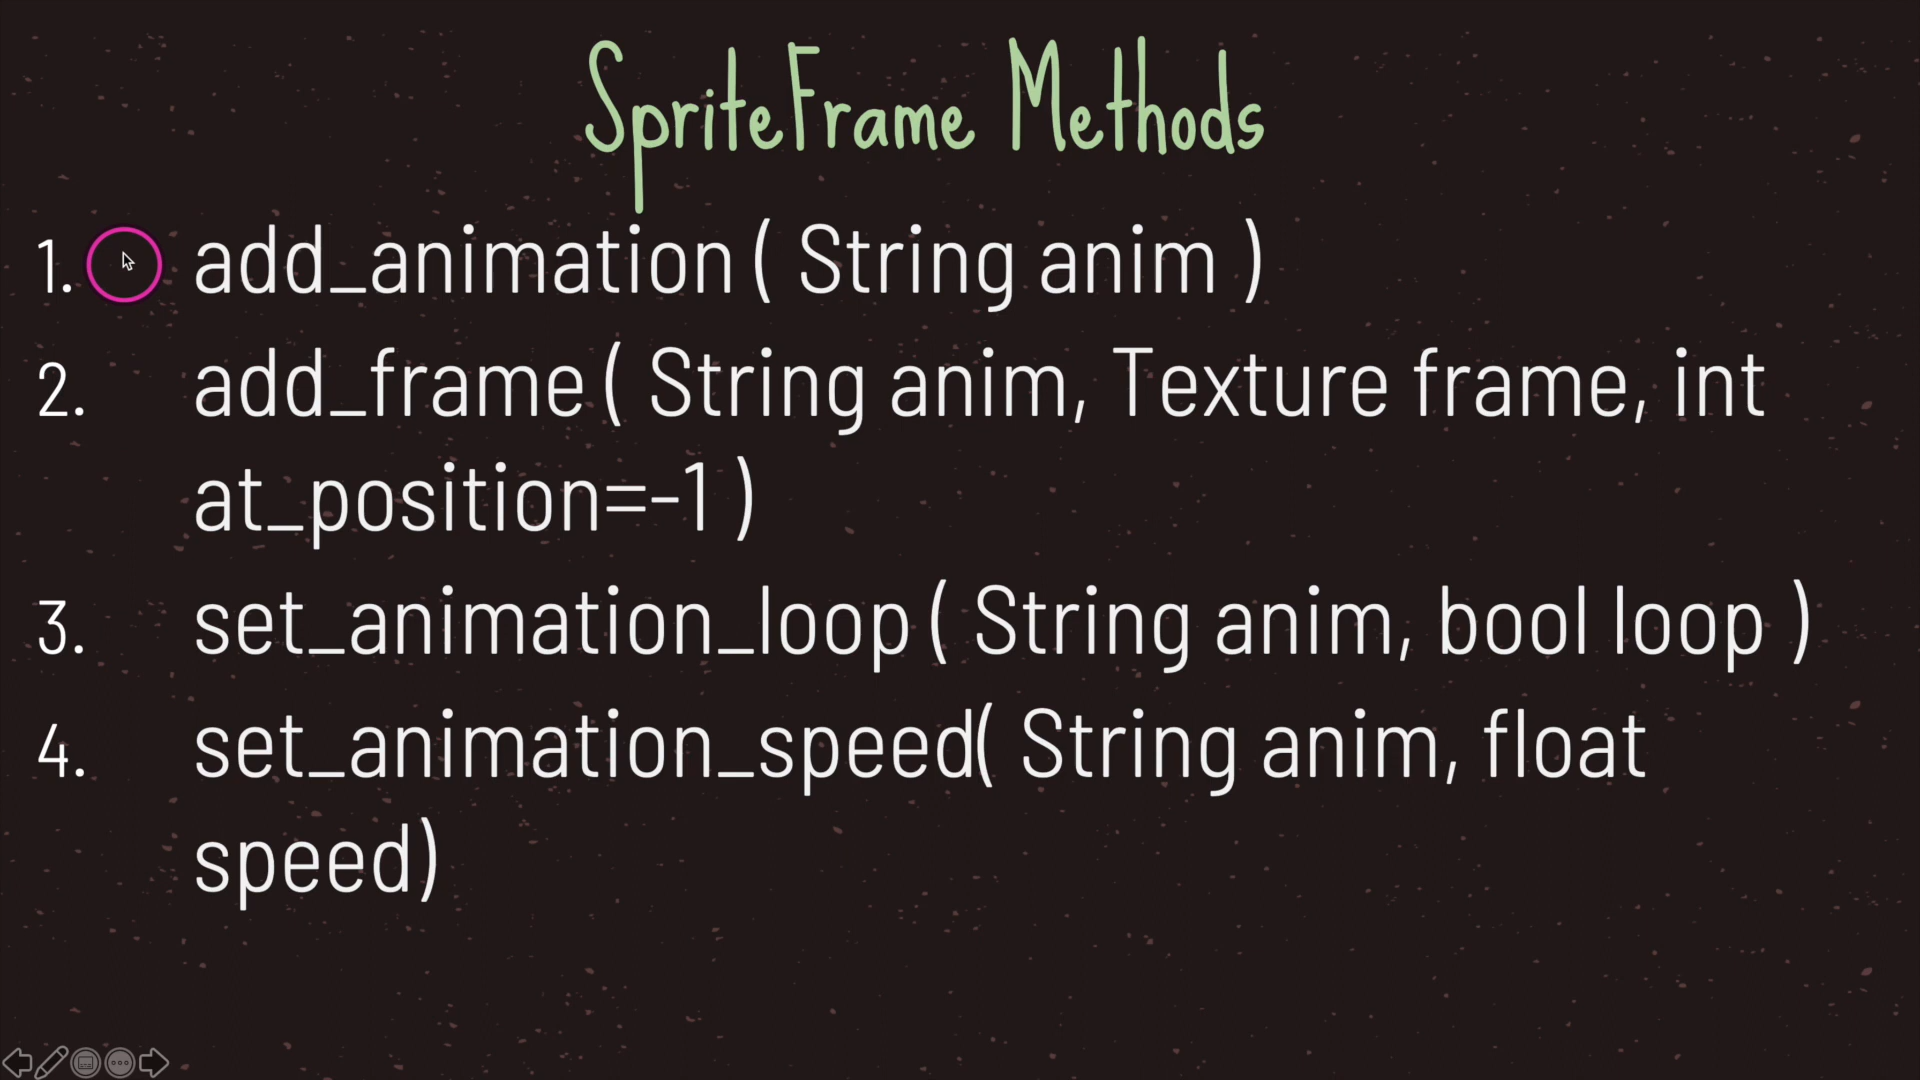 SpriteFrame Methods
1. add_animation ( String anim )
2. add_frame ( String anim, Texture frame, int
at_position=-1 )
3. set_animation_loop ( String anim, bool loop )
4. set_animation_speed( String anim, float
speed)